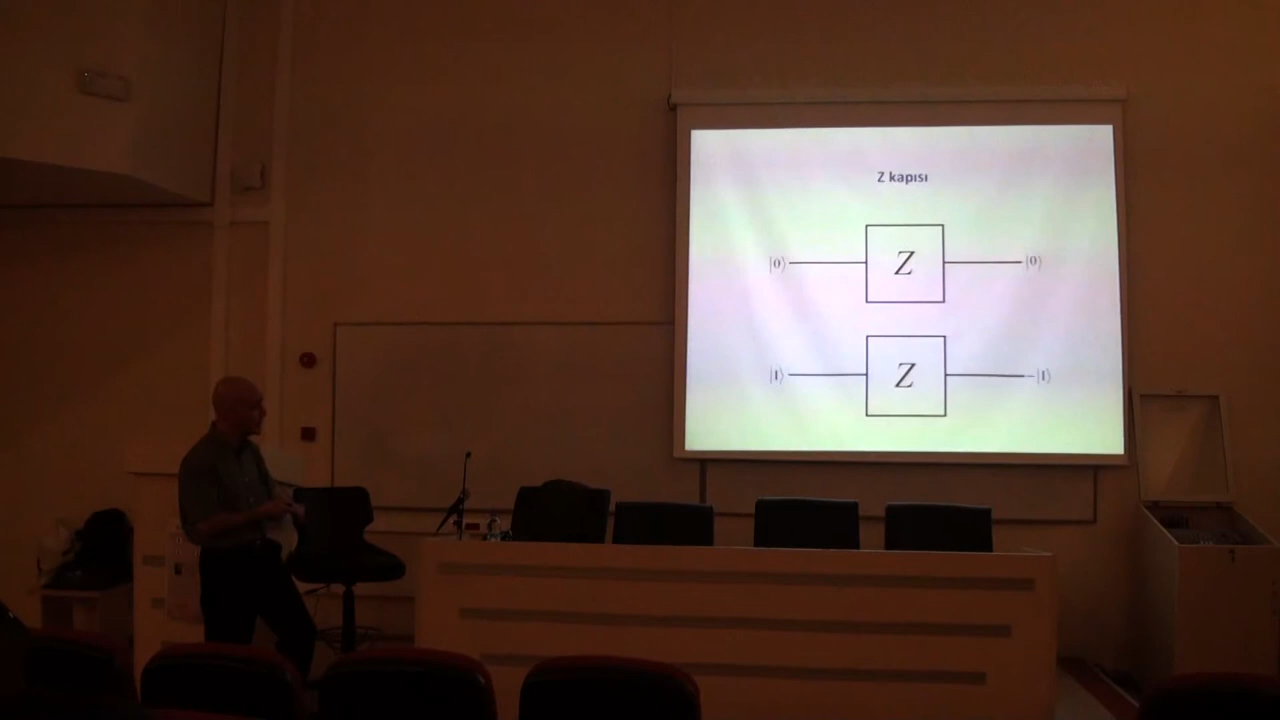 Z kapısı
|0⟩ Z |0⟩
|1⟩ Z −|1⟩